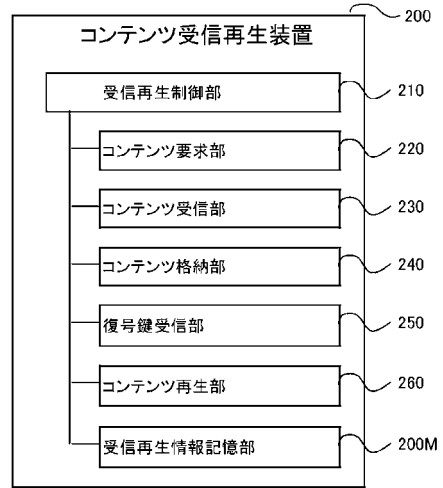 200
コンテンツ受信再生装置
受信再生制御部 210
コンテンツ要求部 220
コンテンツ受信部 230
コンテンツ格納部 240
復号鍵受信部 250
コンテンツ再生部 260
受信再生情報記憶部 200M